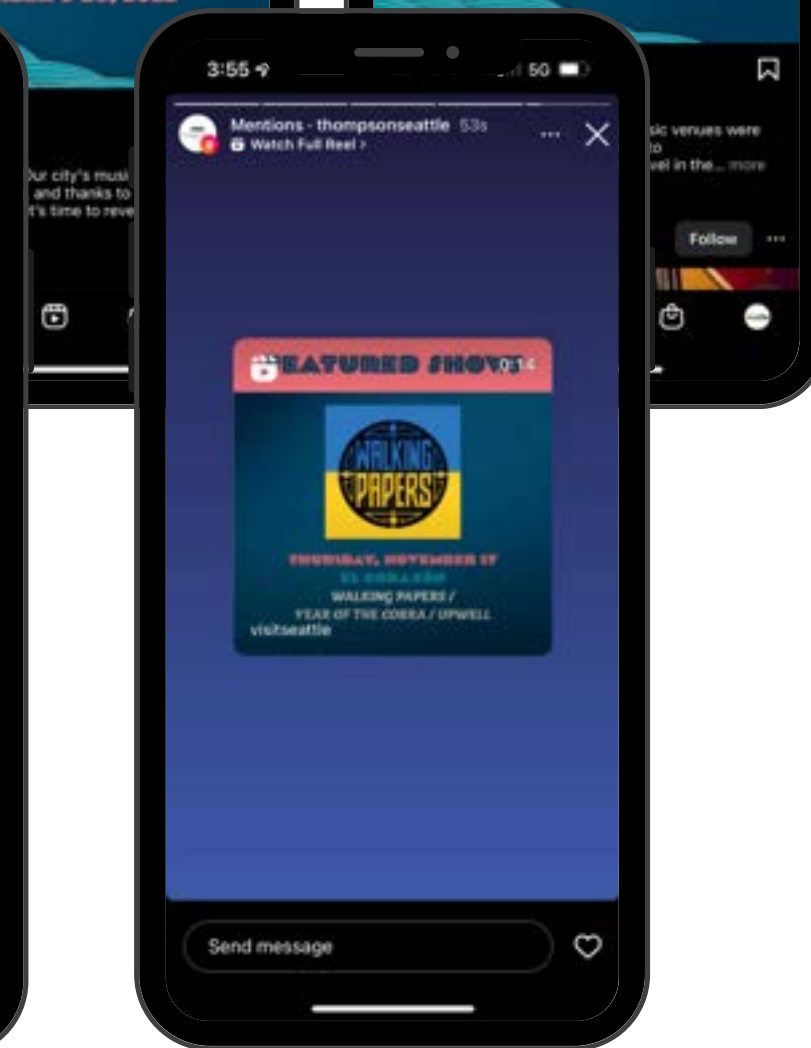 Our city's musi
and thanks to
t's time to reve
sic venues were
to
vel in the... more
Follow
3:55
5G
Mentions - thompsonseattle 53s
Watch Full Reel >
FEATURED SHOWS
0:14
WALKING
PAPERS
THURSDAY, NOVEMBER 17
EL CORAZÓN
WALKING PAPERS /
YEAR OF THE COBRA / UPWELL
visitseattle
Send message